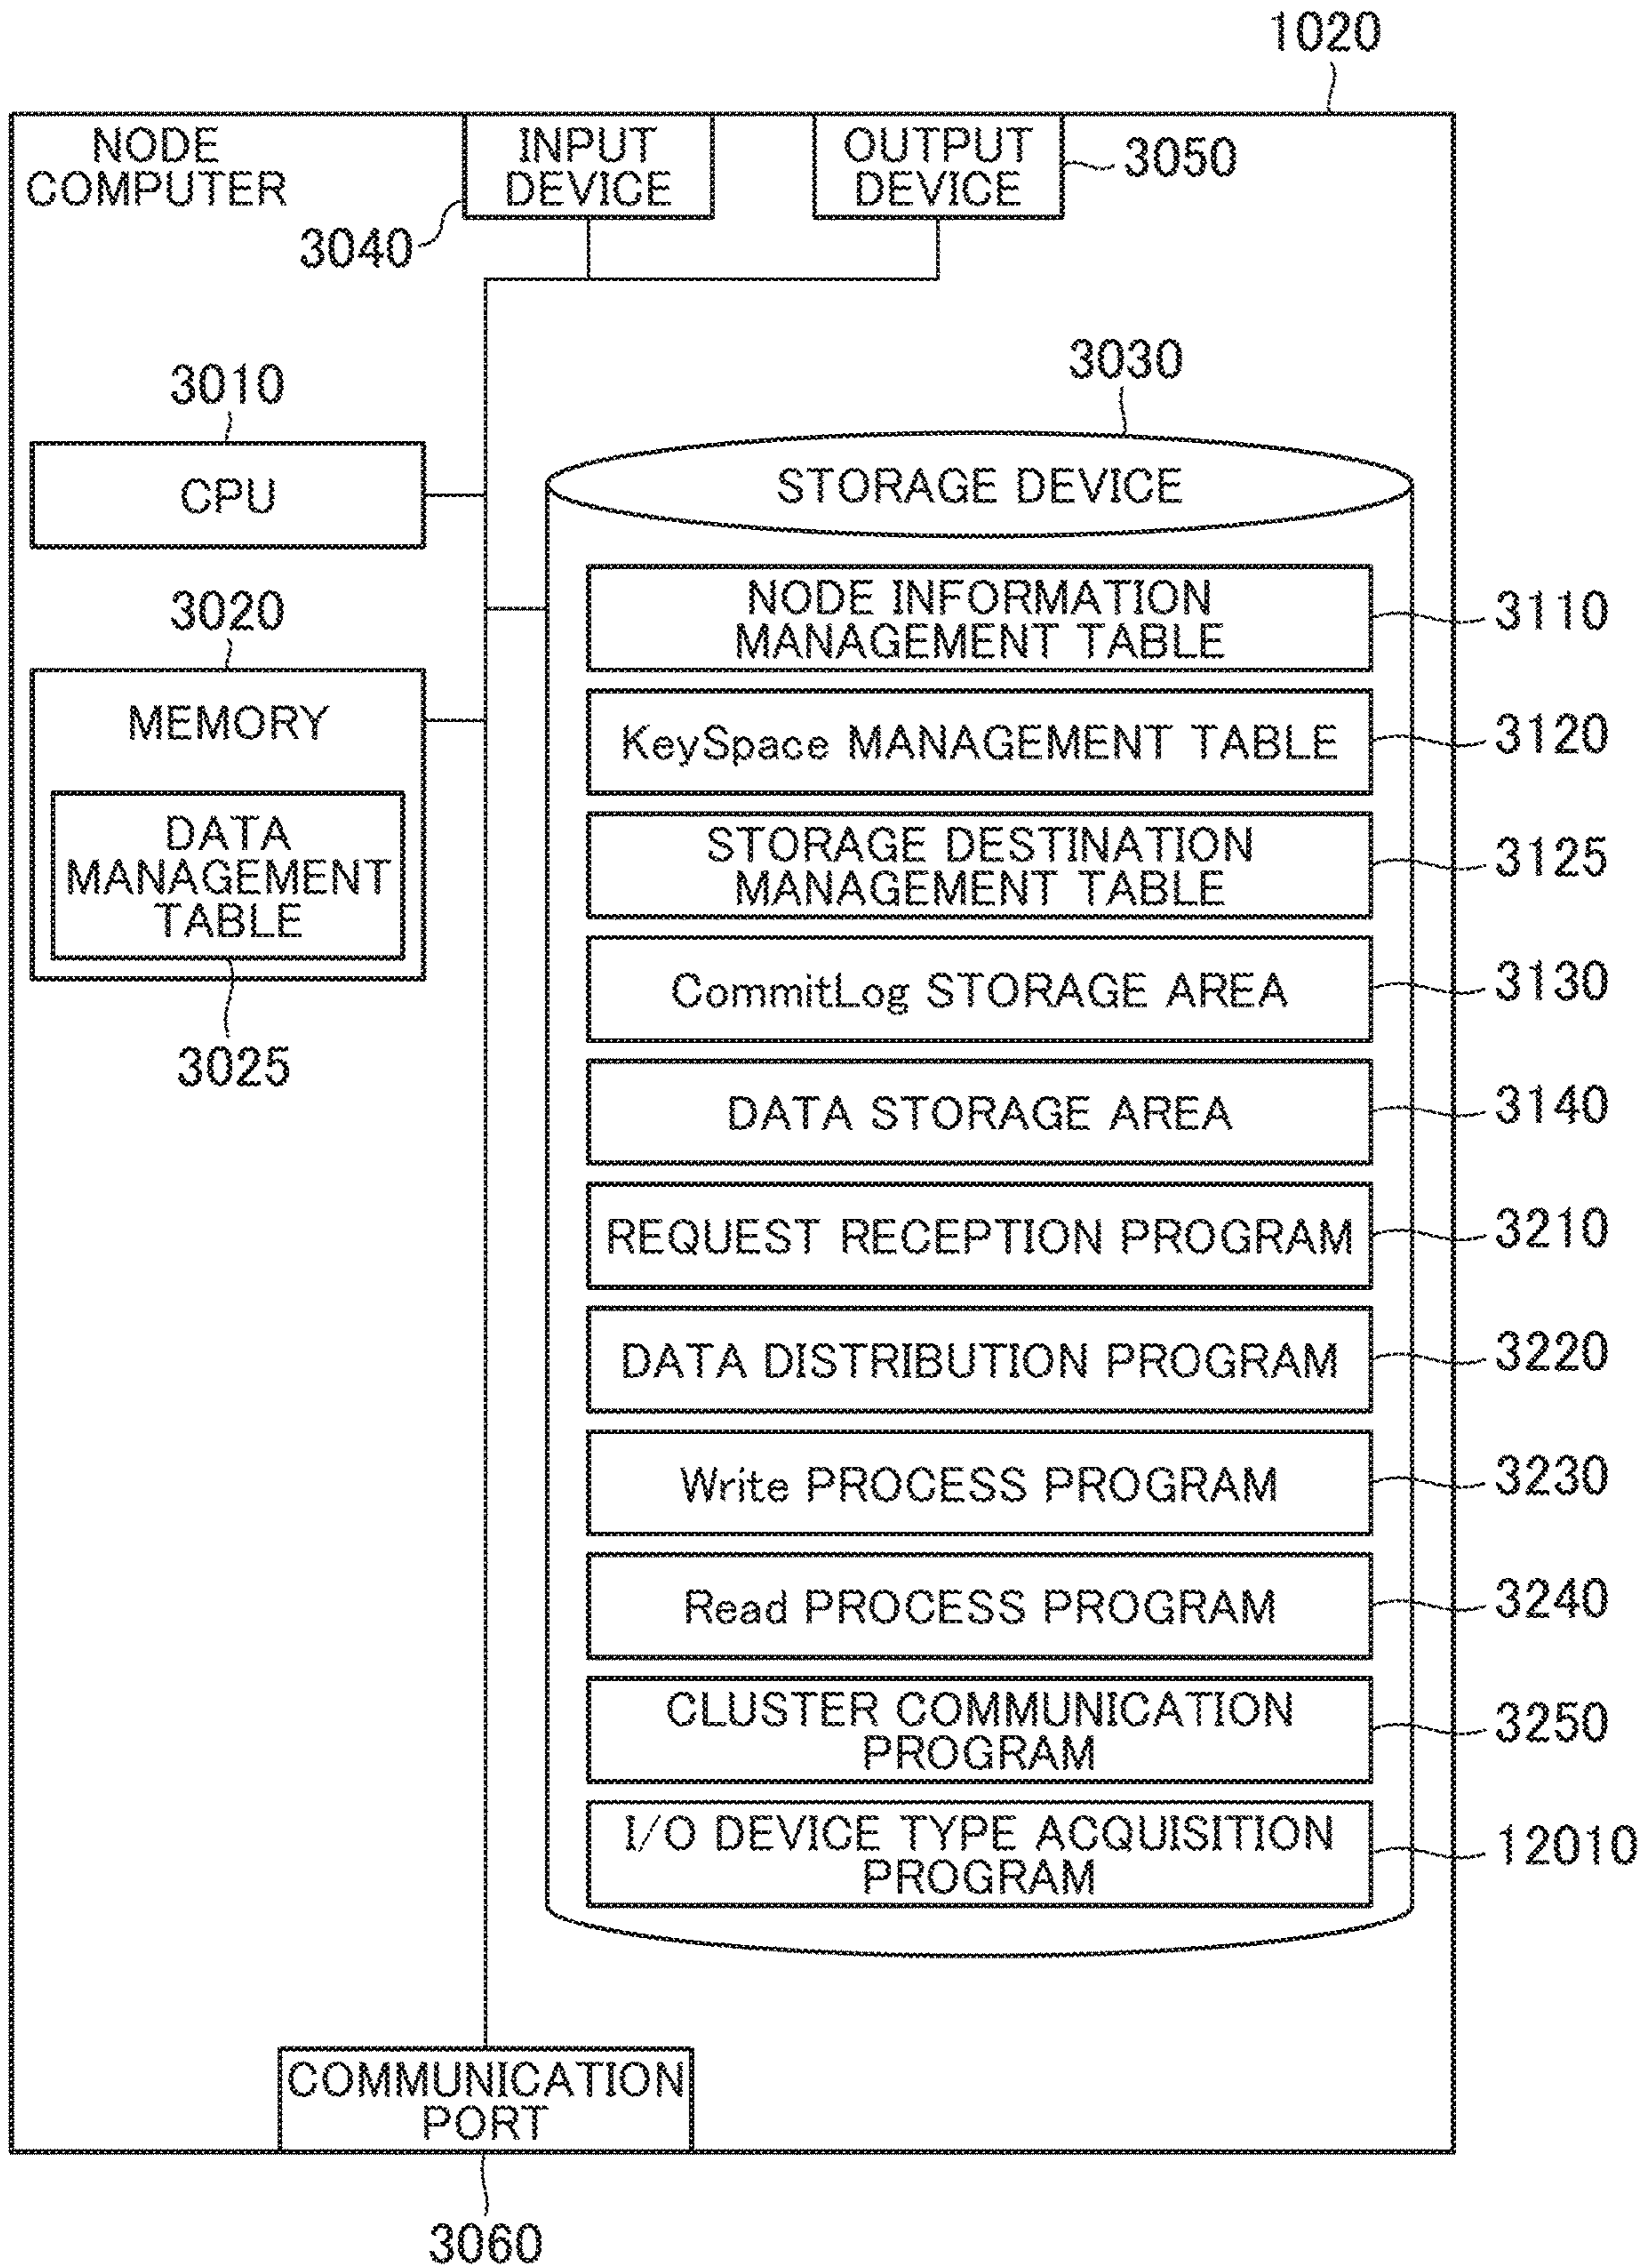 1020
NODE
COMPUTER
INPUT
DEVICE
OUTPUT
DEVICE
3050
3040
3010
CPU
3020
MEMORY
DATA
MANAGEMENT
TABLE
3025
3030
STORAGE DEVICE
NODE INFORMATION
MANAGEMENT TABLE
3110
KeySpace MANAGEMENT TABLE
3120
STORAGE DESTINATION
MANAGEMENT TABLE
3125
CommitLog STORAGE AREA
3130
DATA STORAGE AREA
3140
REQUEST RECEPTION PROGRAM
3210
DATA DISTRIBUTION PROGRAM
3220
Write PROCESS PROGRAM
3230
Read PROCESS PROGRAM
3240
CLUSTER COMMUNICATION
PROGRAM
3250
I/O DEVICE TYPE ACQUISITION
PROGRAM
12010
COMMUNICATION
PORT
3060